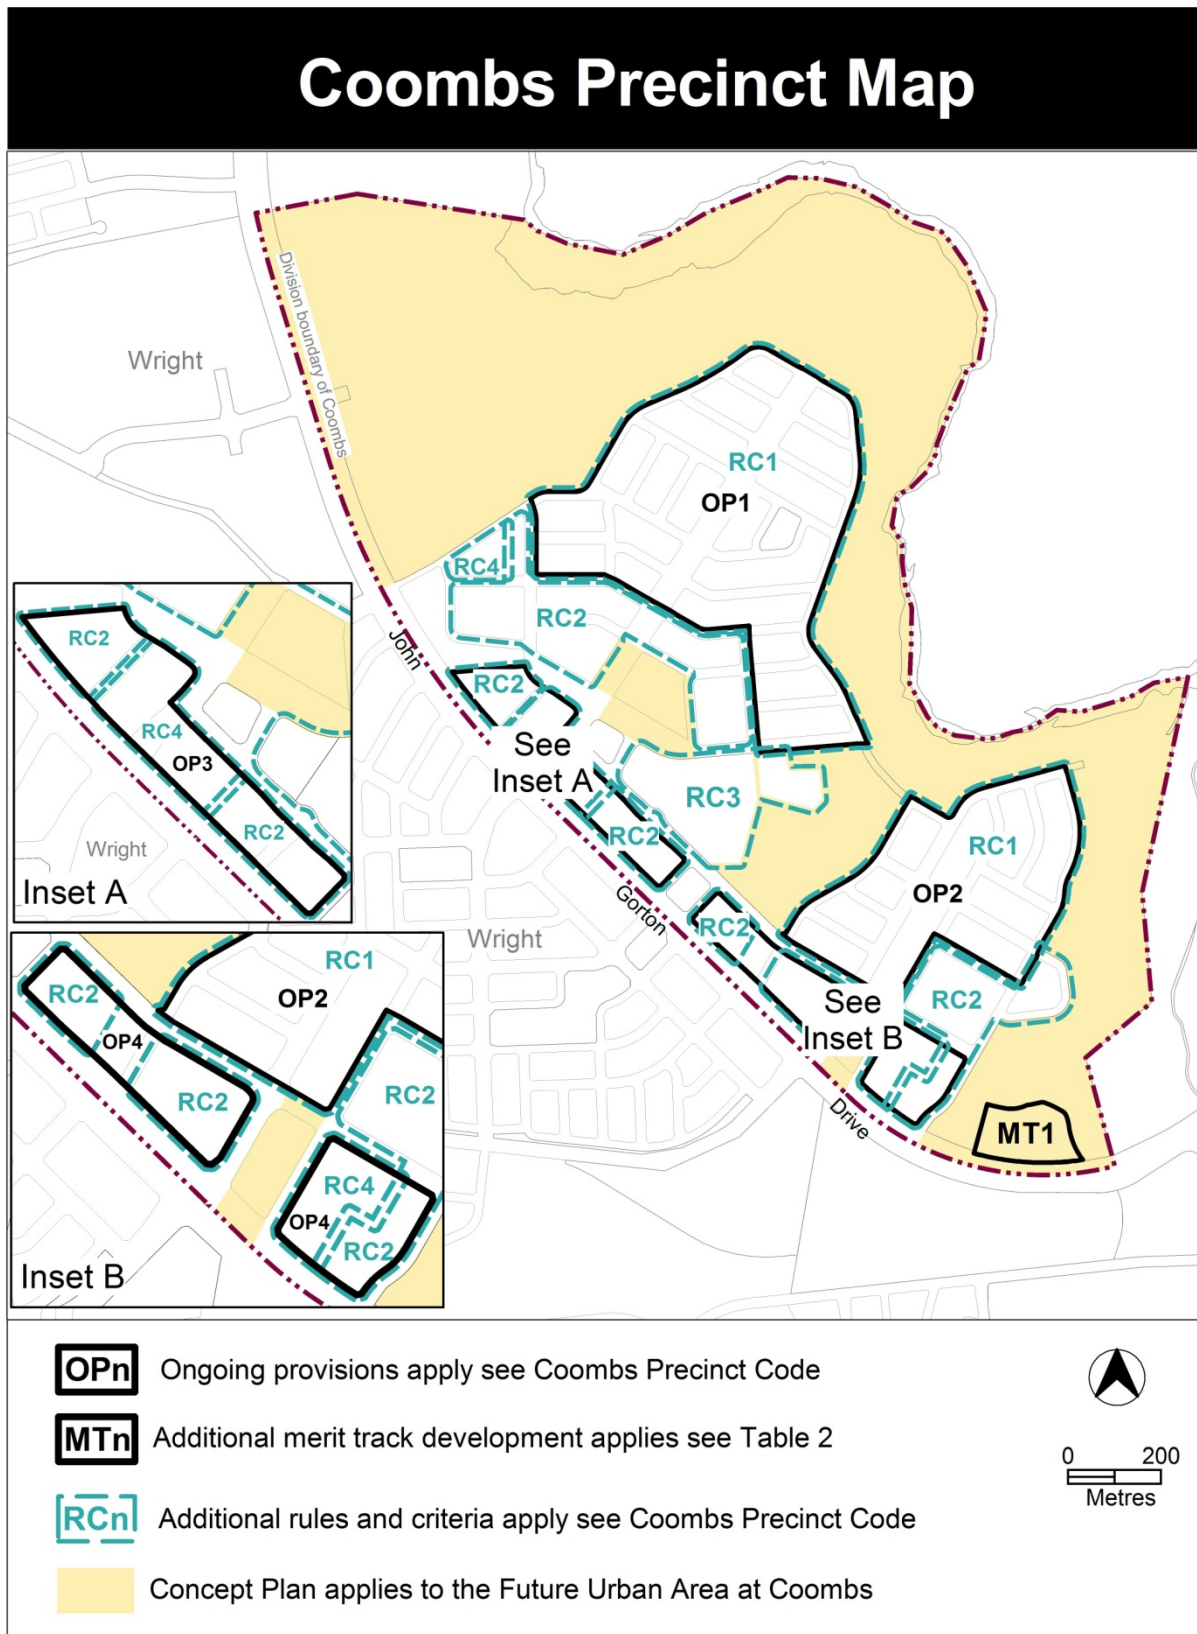 Coombs Precinct Map
Division boundary of Coombs
Wright
RC1
OP1
RC4
RC2
John
RC2
See
Inset A
RC3
RC2
RC1
OP2
Gorton
RC2
Wright
RC2
See
Inset B
Drive
MT1
RC2
RC4
OP3
RC2
Wright
Inset A
RC1
OP2
RC2
OP4
RC2
RC2
RC4
OP4
RC2
Inset B
OPn Ongoing provisions apply see Coombs Precinct Code
MTn Additional merit track development applies see Table 2
RCn Additional rules and criteria apply see Coombs Precinct Code
Concept Plan applies to the Future Urban Area at Coombs
0 200
Metres